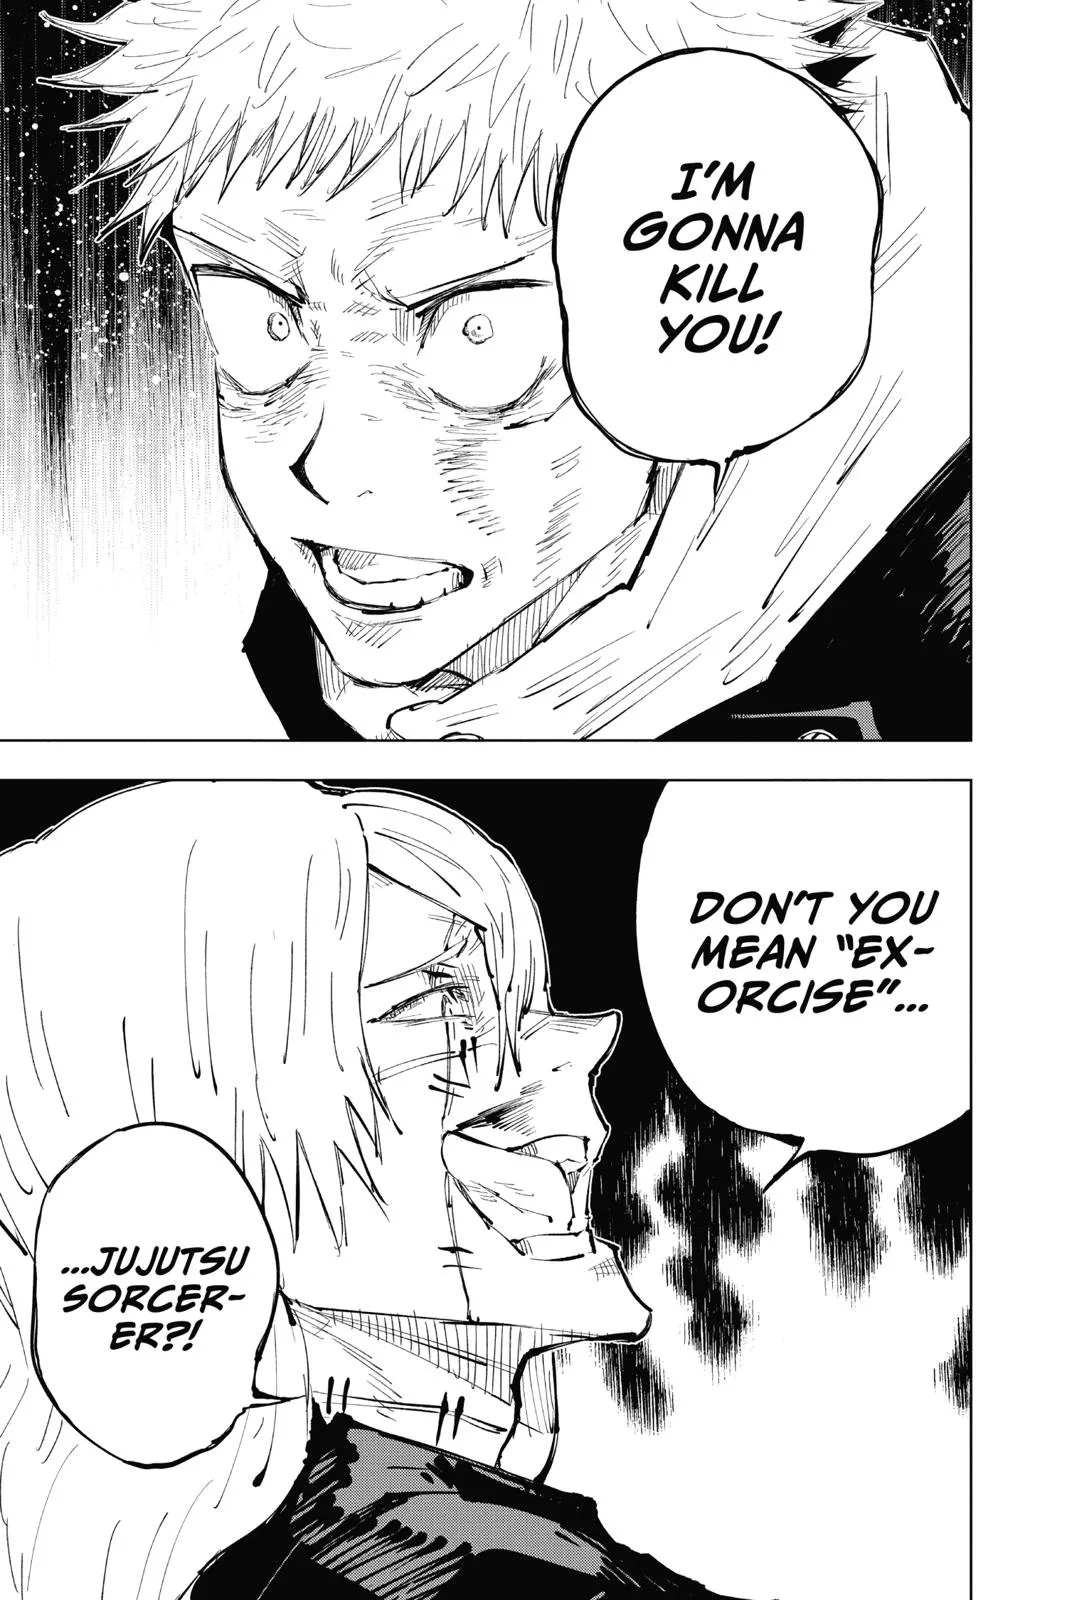 I'M
GONNA
KILL
YOU!
DON'T YOU
MEAN "EX-
ORCISE"...
...JUJUTSU
SORCER-
ER?!